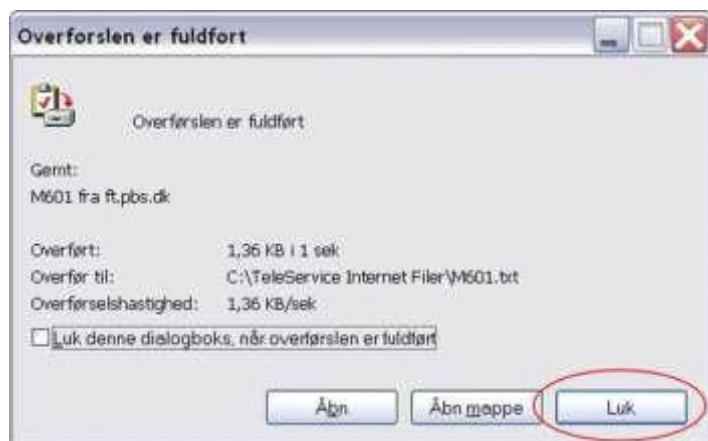 Overførslen er fuldført
Overførslen er fuldført
Gemt:
M601 fra ft.pbs.dk
Overført: 1,36 KB i 1 sek
Overfør til: C:\TeleService Internet Filer\M601.txt
Overførselshastighed: 1,36 KB/sek
Luk denne dialogboks, når overførslen er fuldført
Åbn Åbn mappe Luk